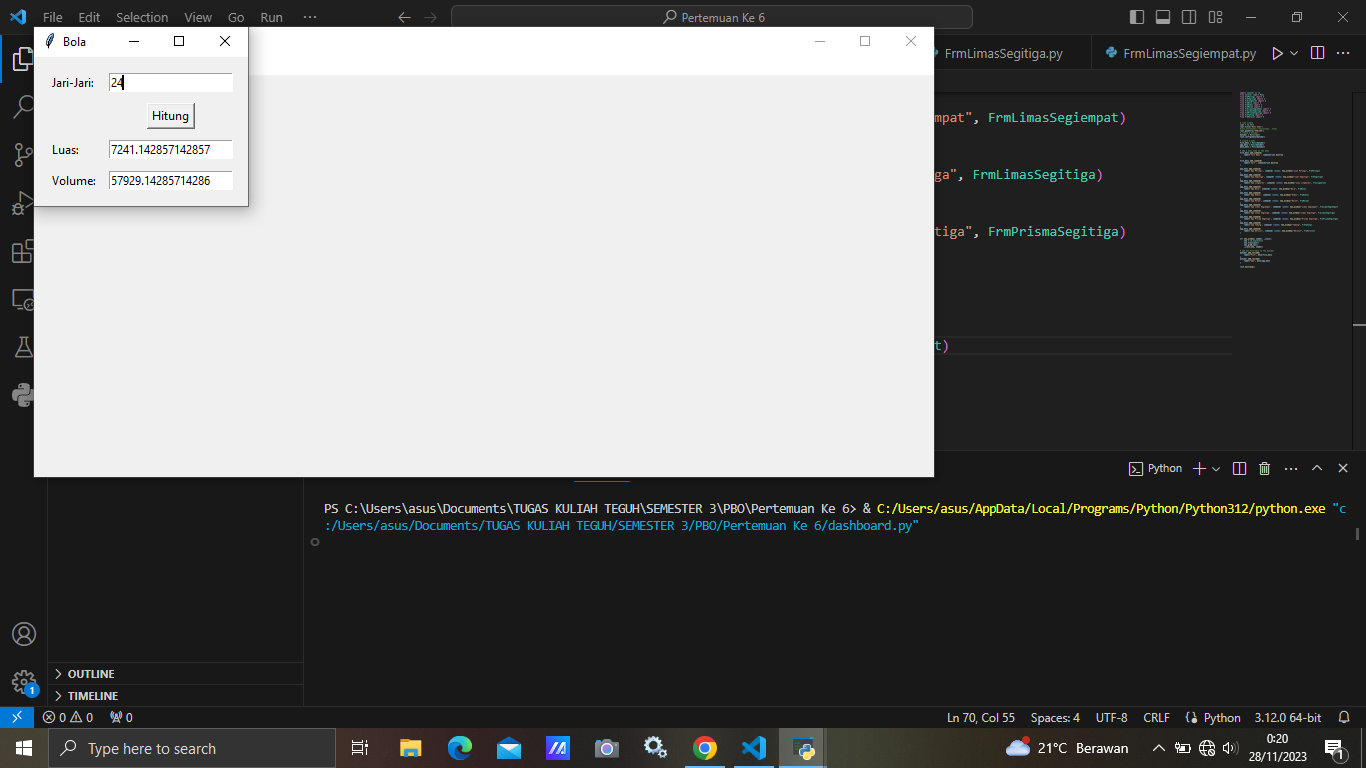 File Edit Selection View Go Run ···
Pertemuan Ke 6
Bola
Jari-Jari: 24
Hitung
Luas: 7241.142857142857
Volume: 57929.14285714286
FrmLimasSegitiga.py
FrmLimasSegiempat.py
mpat", FrmLimasSegiempat)
ga", FrmLimasSegitiga)
tiga", FrmPrismaSegitiga)
t)
Python
PS C:\Users\asus\Documents\TUGAS KULIAH TEGUH\SEMESTER 3\PBO\Pertemuan Ke 6> & C:/Users/asus/AppData/Local/Programs/Python/Python312/python.exe "c
:/Users/asus/Documents/TUGAS KULIAH TEGUH/SEMESTER 3/PBO/Pertemuan Ke 6/dashboard.py"
OUTLINE
TIMELINE
1
0 0 0
Ln 70, Col 55 Spaces: 4 UTF-8 CRLF Python 3.12.0 64-bit
Type here to search
21°C Berawan
0:20
28/11/2023
1